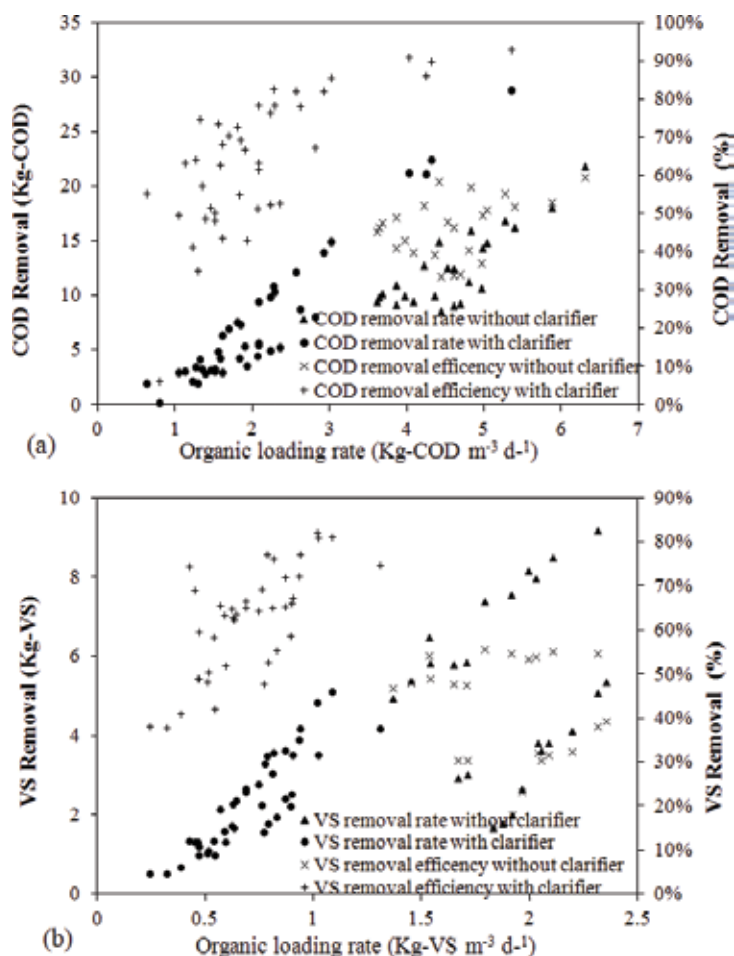 35
30
25
20
15
10
5
0
COD Removal (Kg-COD)
100%
90%
80%
70%
60%
50%
40%
30%
20%
10%
0%
COD Removal (%)
COD removal rate without clarifier
COD removal rate with clarifier
COD removal efficency without clarifier
COD removal efficiency with clarifier
0 1 2 3 4 5 6 7
(a)
Organic loading rate (Kg-COD m-3 d-1)
10
8
6
4
2
0
VS Removal (Kg-VS)
90%
80%
70%
60%
50%
40%
30%
20%
10%
0%
VS Removal (%)
VS removal rate without clarifier
VS removal rate with clarifier
VS removal efficency without clarifier
VS removal efficiency with clarifier
0 0.5 1 1.5 2 2.5
(b)
Organic loading rate (Kg-VS m-3 d-1)